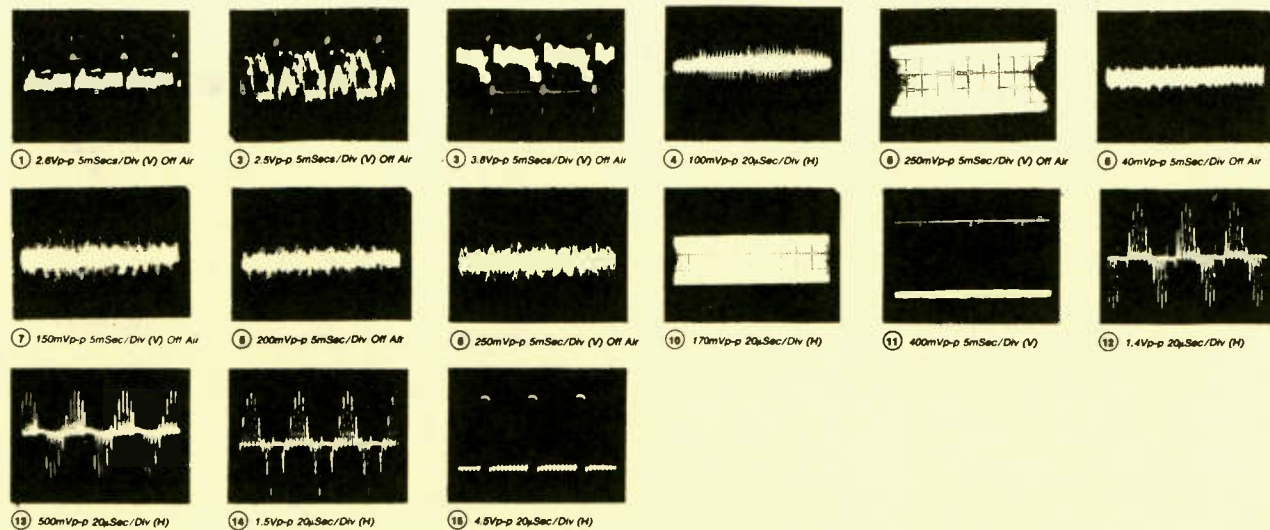 1 2.8Vp-p 5mSecs/Div (V) Off Air
3 2.5Vp-p 5mSecs/Div (V) Off Air
3 3.8Vp-p 5mSecs/Div (V) Off Air
4 100mVp-p 20µSec/Div (H)
5 250mVp-p 5mSec/Div (V) Off Air
6 40mVp-p 5mSec/Div Off Air
7 150mVp-p 5mSec/Div (V) Off Air
8 200mVp-p 5mSec/Div Off Air
250mVp-p 5mSec/Div (V) Off Air
10 170mVp-p 20µSec/Div (H)
11 400mVp-p 5mSec/Div (V)
12 1.4Vp-p 20µSec/Div (H)
13 500mVp-p 20µSec/Div (H)
14 1.5Vp-p 20µSec/Div (H)
15 4.5Vp-p 20µSec/Div (H)